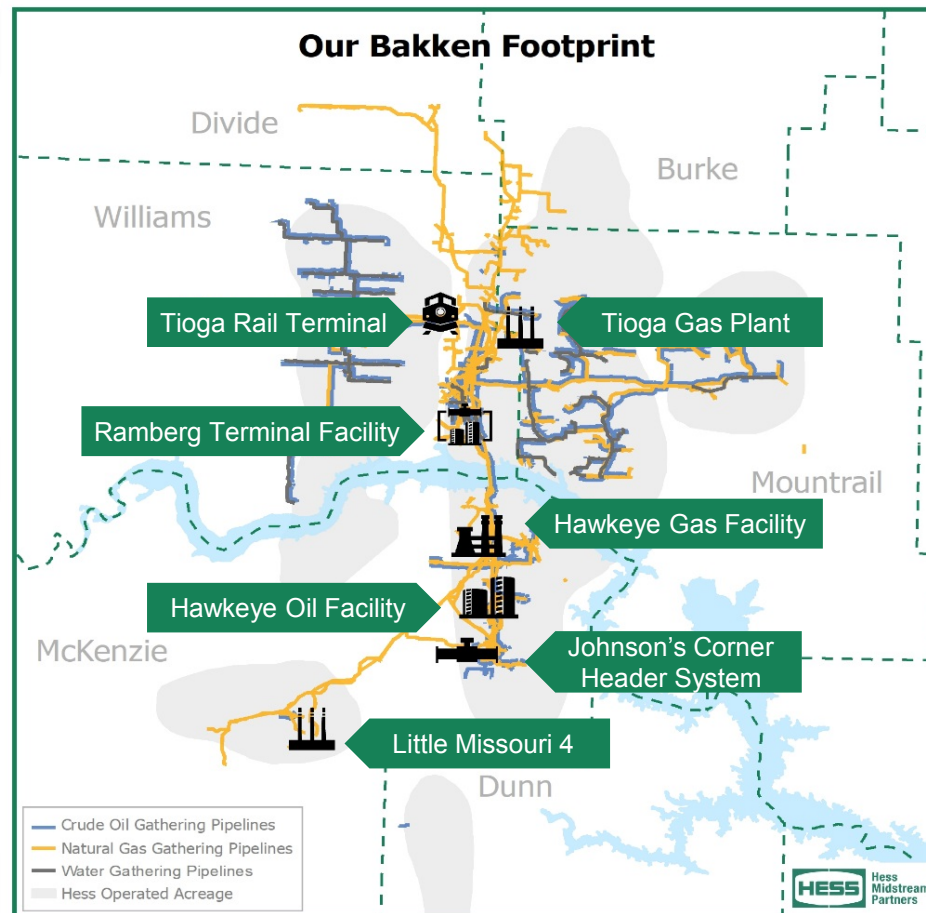 Our Bakken Footprint
Divide
Burke
Williams
Tioga Rail Terminal
Tioga Gas Plant
Ramberg Terminal Facility
Mountrail
Hawkeye Gas Facility
Hawkeye Oil Facility
McKenzie
Johnson's Corner
Header System
Little Missouri 4
Dunn
Crude Oil Gathering Pipelines
Natural Gas Gathering Pipelines
Water Gathering Pipelines
Hess Operated Acreage
HESS
Hess
Midstream
Partners